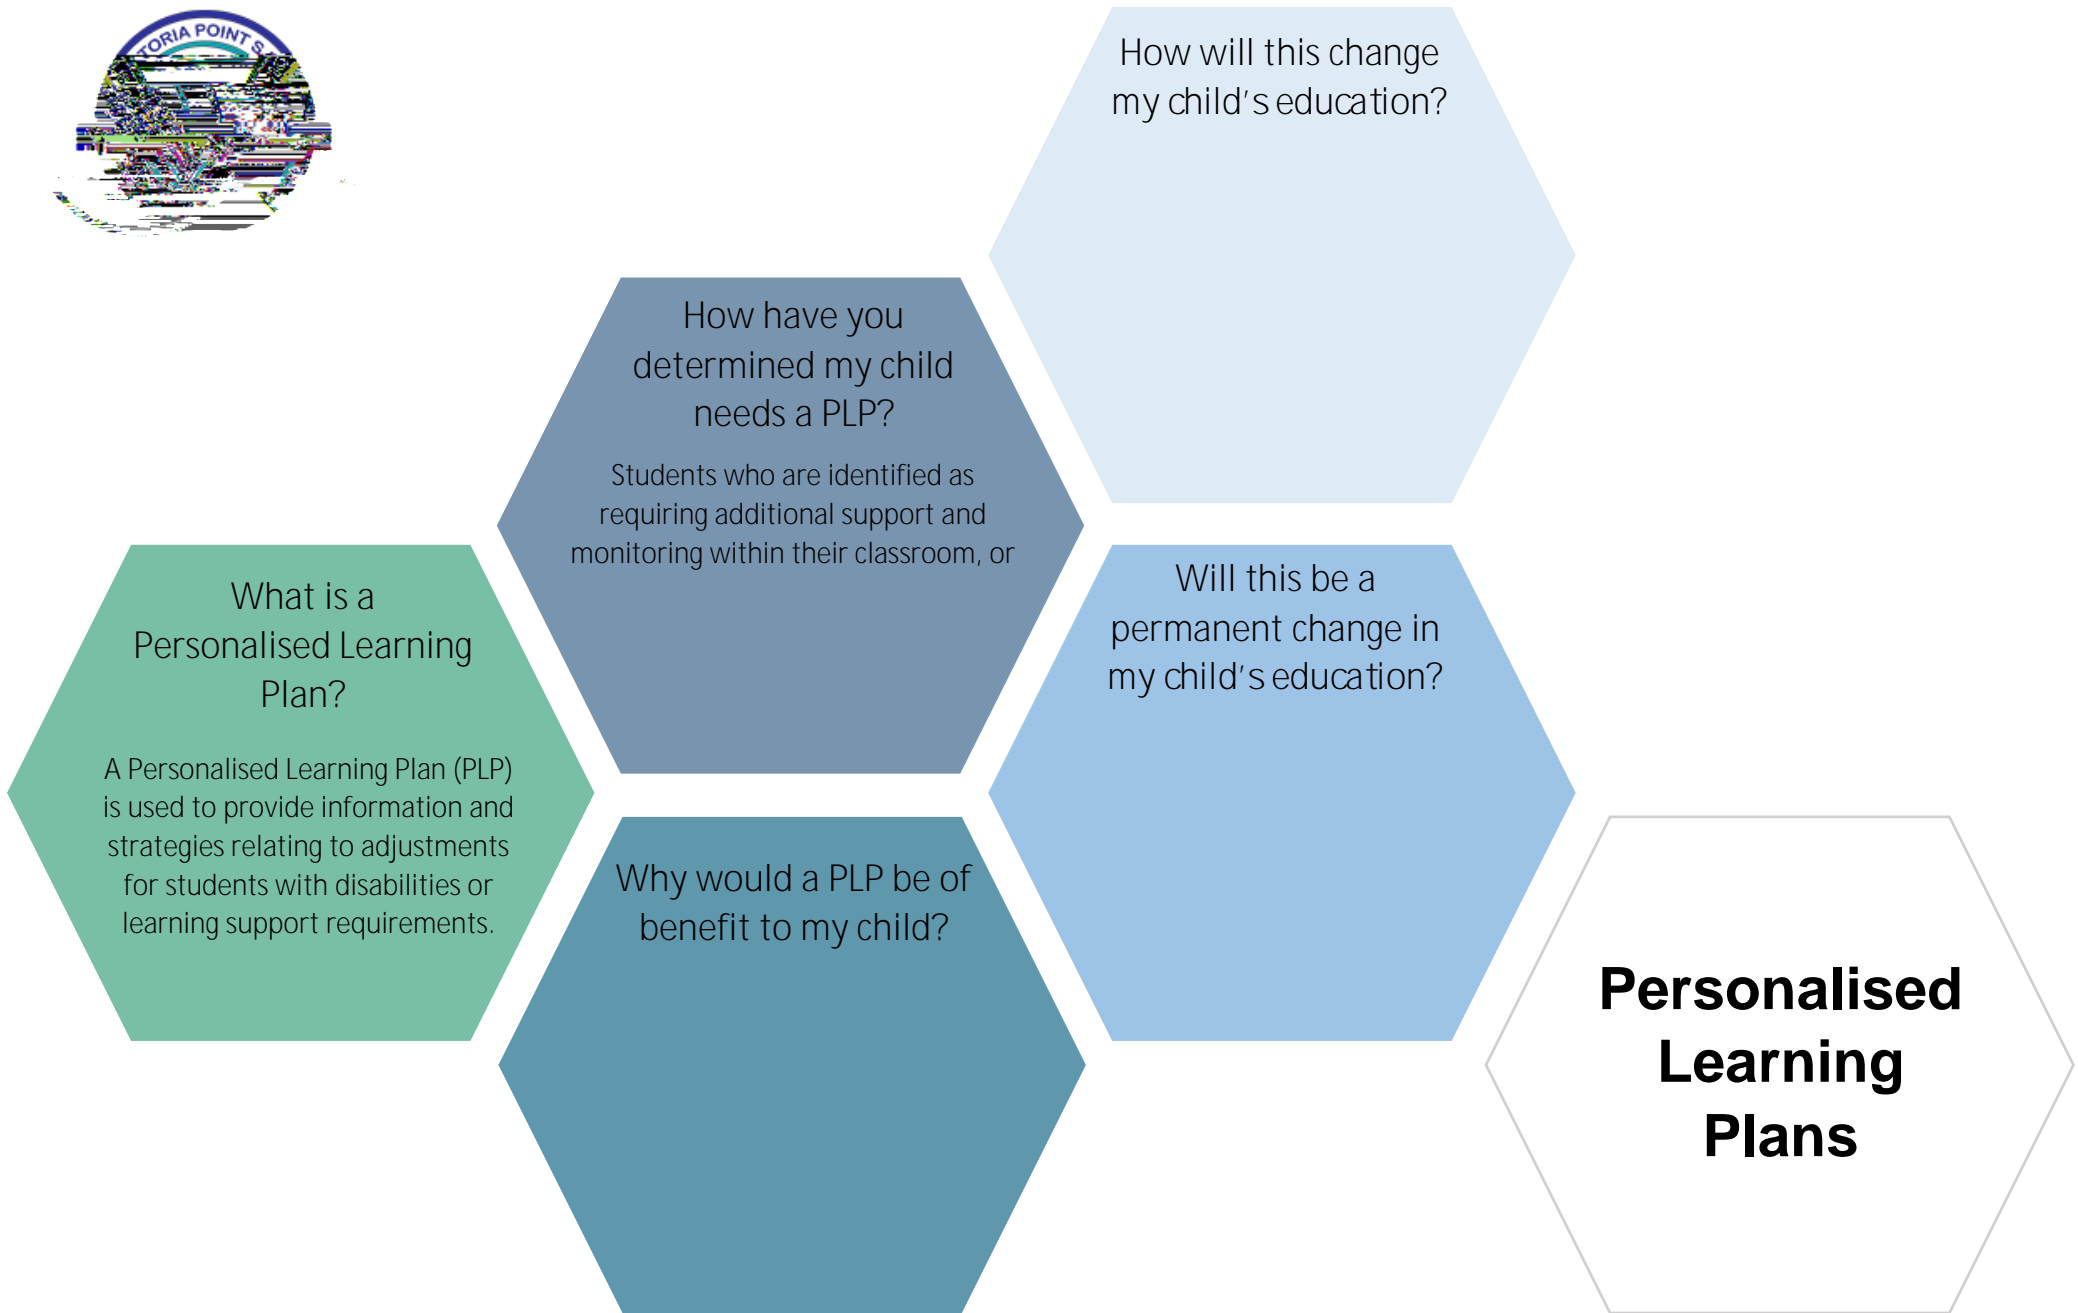 POINT
How will this change
my child's education?
How have you
determined my child
needs a PLP?
Students who are identified as
requiring additional support and
monitoring within their classroom, or
What is a
Personalised Learning
Plan?
A Personalised Learning Plan (PLP)
is used to provide information and
strategies relating to adjustments
for students with disabilities or
learning support requirements.
Will this be a
permanent change in
my child's education?
Why would a PLP be of
benefit to my child?
Personalised
Learning
Plans